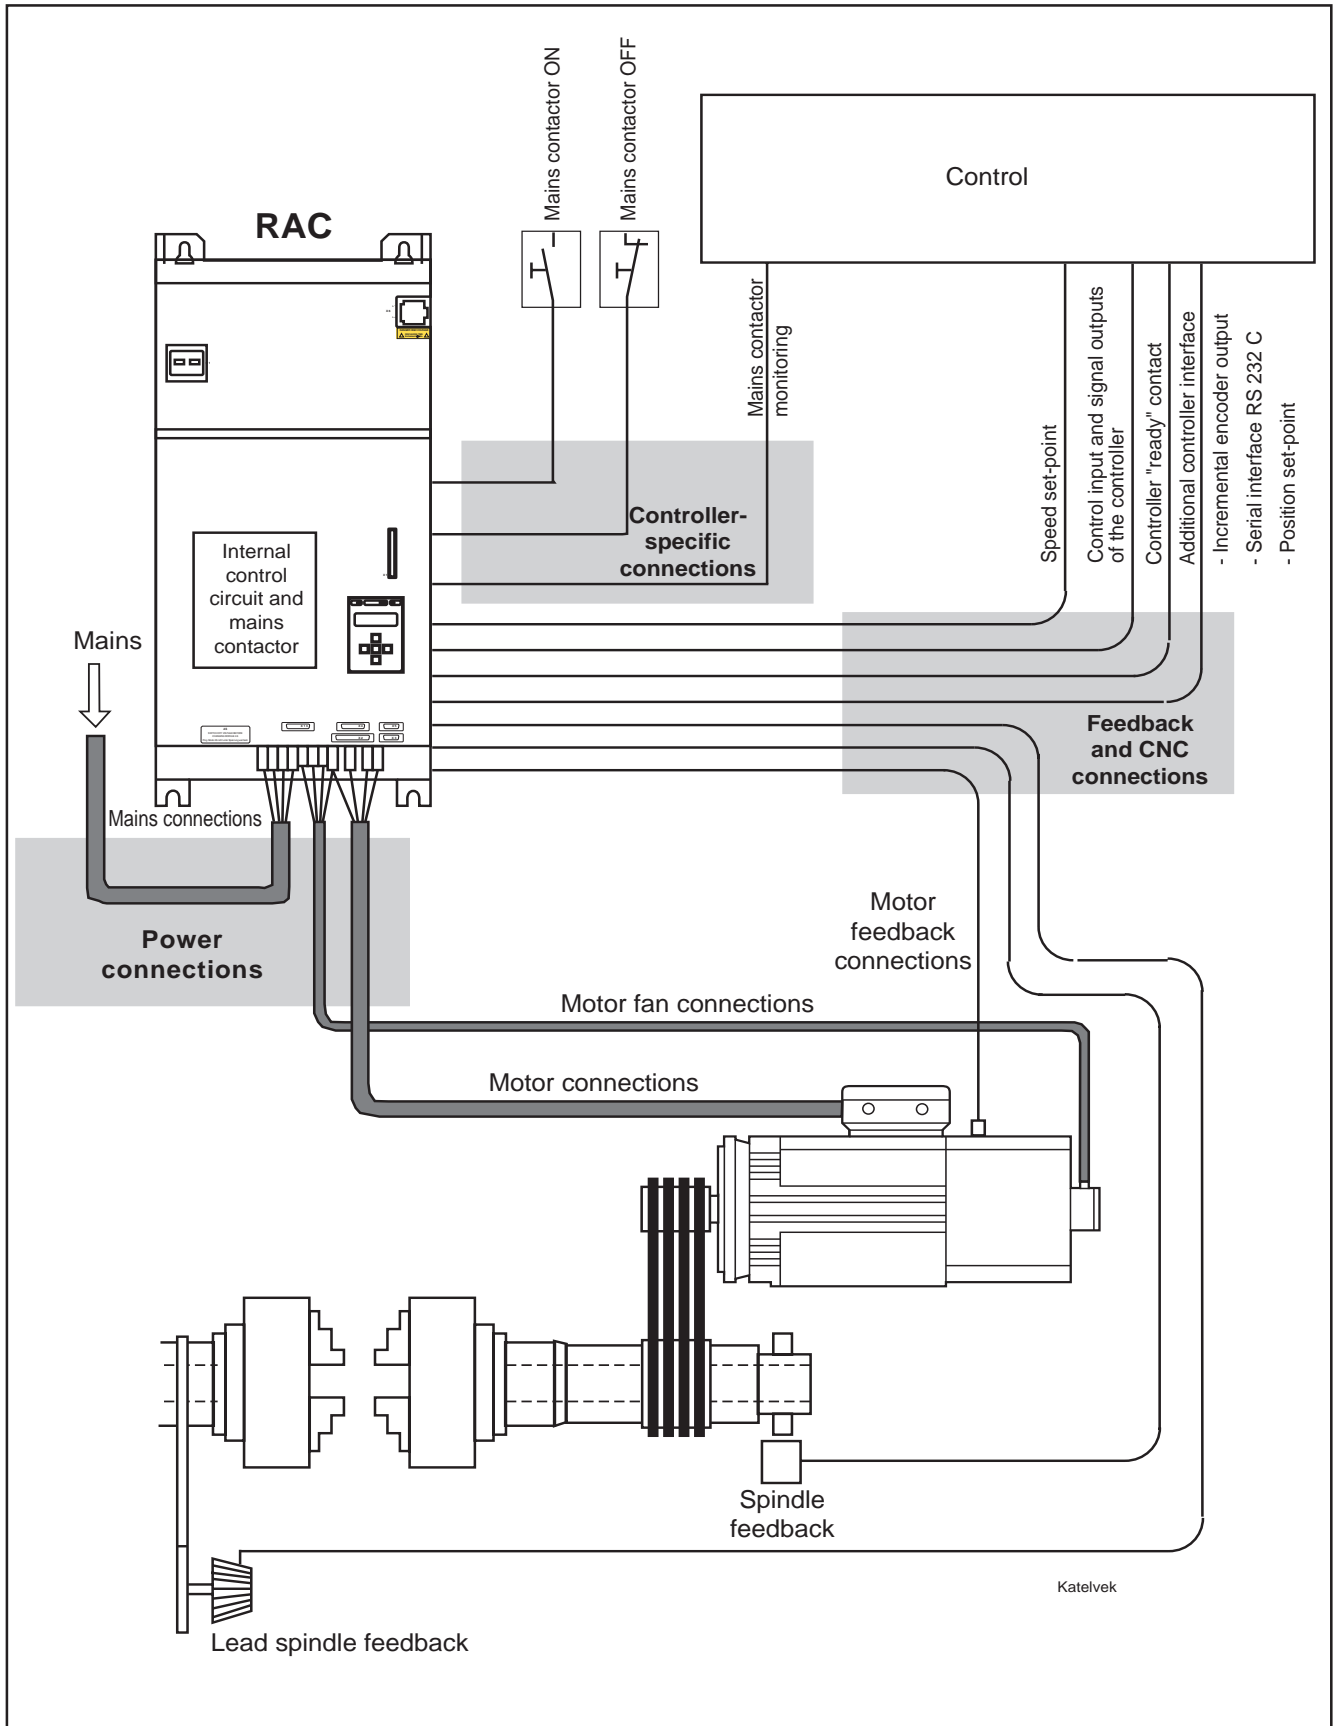 Mains contactor ON
Mains contactor OFF
Control
RAC
Mains contactor
monitoring
Speed set-point
Control input and signal outputs
of the controller
Controller "ready" contact
Additional controller interface
- Incremental encoder output
- Serial interface RS 232 C
- Position set-point
Controller-
specific
connections
Internal
control
circuit and
mains
contactor
Mains
Feedback
and CNC
connections
Mains connections
Power
connections
Motor
feedback
connections
Motor fan connections
Motor connections
Spindle
feedback
Katelvek
Lead spindle feedback